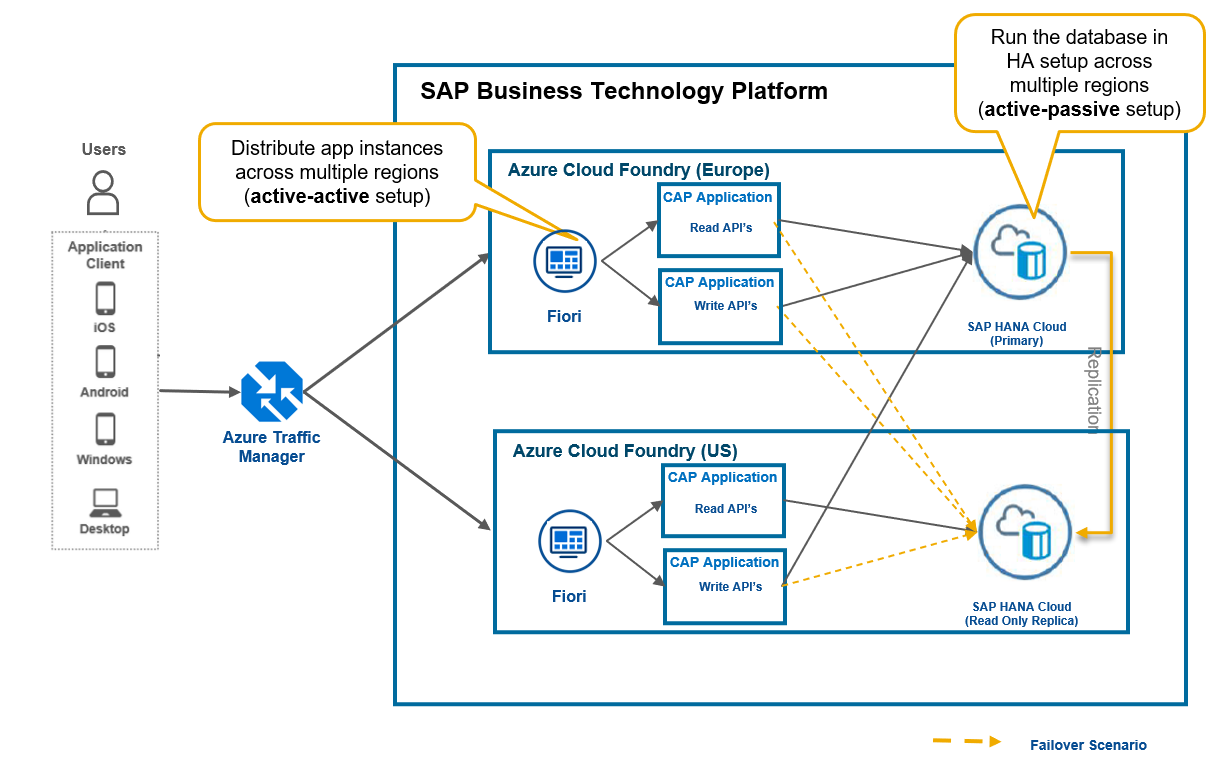 Run the database in
HA setup across
multiple regions
(active-passive setup)
SAP Business Technology Platform
Distribute app instances
across multiple regions
(active-active setup)
Users
Application
Client
iOS
Android
Windows
Desktop
Azure Traffic
Manager
Azure Cloud Foundry (Europe)
Fiori
CAP Application
Read API's
CAP Application
Write API's
SAP HANA Cloud
(Primary)
Replication
Azure Cloud Foundry (US)
Fiori
CAP Application
Read API's
CAP Application
Write API's
SAP HANA Cloud
(Read Only Replica)
Failover Scenario